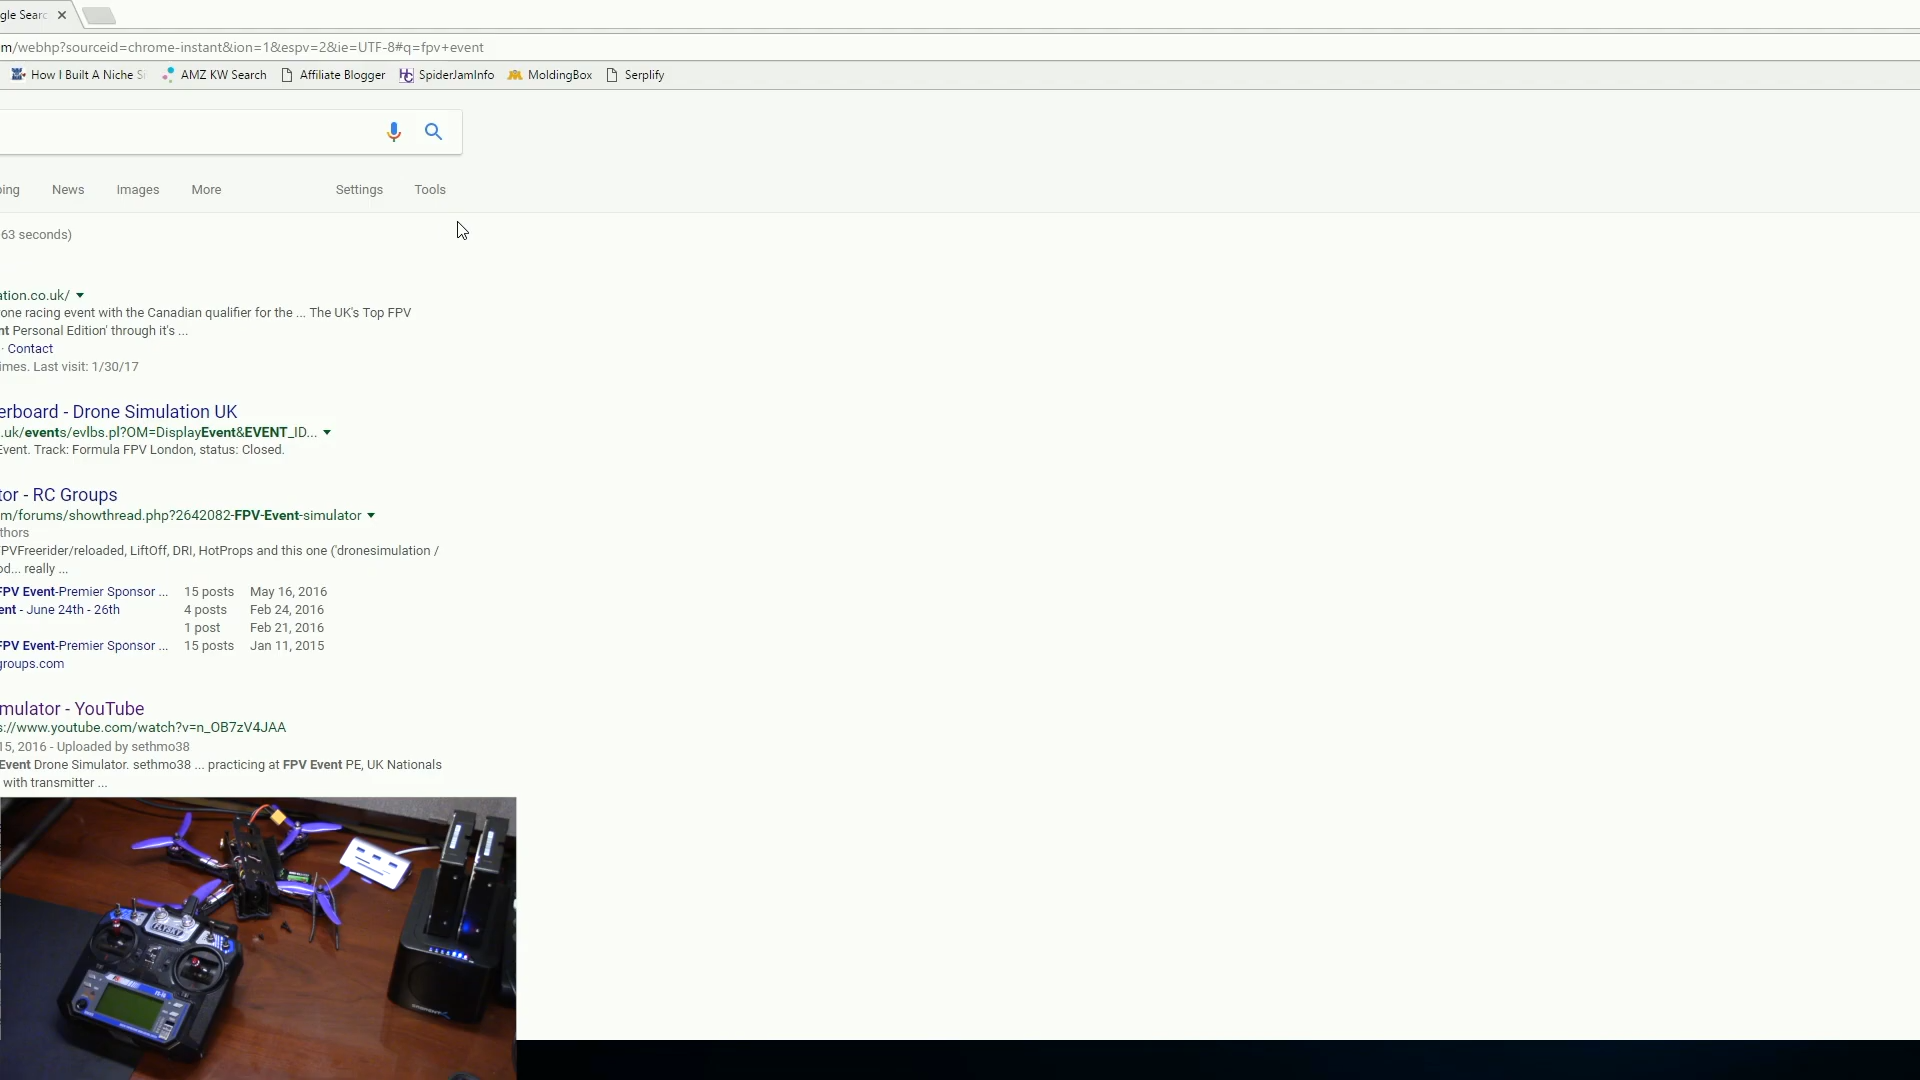 gle Searc
m/webhp?sourceid=chrome-instant&ion=1&espv=2&ie=UTF-8#q=fpv+event
How I Built A Niche Si AMZ KW Search Affiliate Blogger SpiderJamInfo MoldingBox Serplify
ping News Images More Settings Tools
63 seconds)
ation.co.uk/
one racing event with the Canadian qualifier for the ... The UK's Top FPV
nt Personal Edition' through it's ...
· Contact
imes. Last visit: 1/30/17
erboard - Drone Simulation UK
.uk/events/evlbs.pl?OM=DisplayEvent&EVENT_ID...
Event. Track: Formula FPV London, status: Closed.
tor - RC Groups
m/forums/showthread.php?2642082-FPV-Event-simulator
thors
FPVFreerider/reloaded, LiftOff, DRI, HotProps and this one ('dronesimulation /
od... really ...
FPV Event-Premier Sponsor ... 15 posts May 16, 2016
ent - June 24th - 26th 4 posts Feb 24, 2016
1 post Feb 21, 2016
FPV Event-Premier Sponsor ... 15 posts Jan 11, 2015
groups.com
mulator - YouTube
s://www.youtube.com/watch?v=n_OB7zV4JAA
15, 2016 - Uploaded by sethmo38
Event Drone Simulator. sethmo38 ... practicing at FPV Event PE, UK Nationals
with transmitter ...
FLYSKY